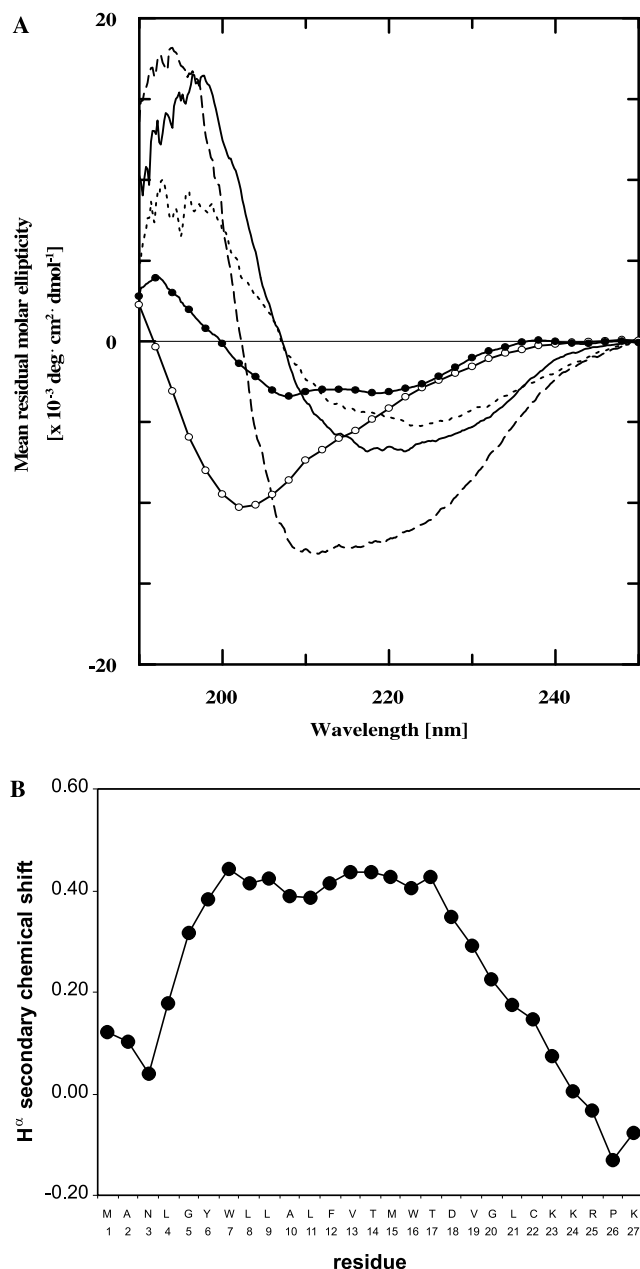 A
20
10
0
-20
Mean residual molar ellipticity
[x 10⁻³ deg· cm²· dmol⁻¹]
200
220
240
Wavelength [nm]
B
0.60
0.40
0.20
0.00
-0.20
Hα secondary chemical shift
M A N L G Y W L L A L F V T M W T D V G L C K K R P K
1 2 3 4 5 6 7 8 9 10 11 12 13 14 15 16 17 18 19 20 21 22 23 24 25 26 27
residue